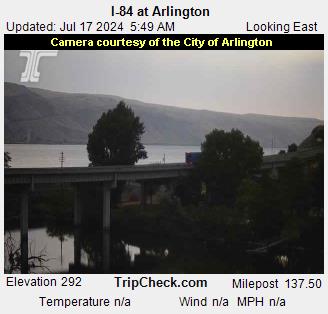 I-84 at Arlington
Updated: Jul 17 2024 5:49 AM Looking East
Camera courtesy of the City of Arlington
Elevation 292 TripCheck.com Milepost 137.50
Temperature n/a Wind n/a MPH n/a